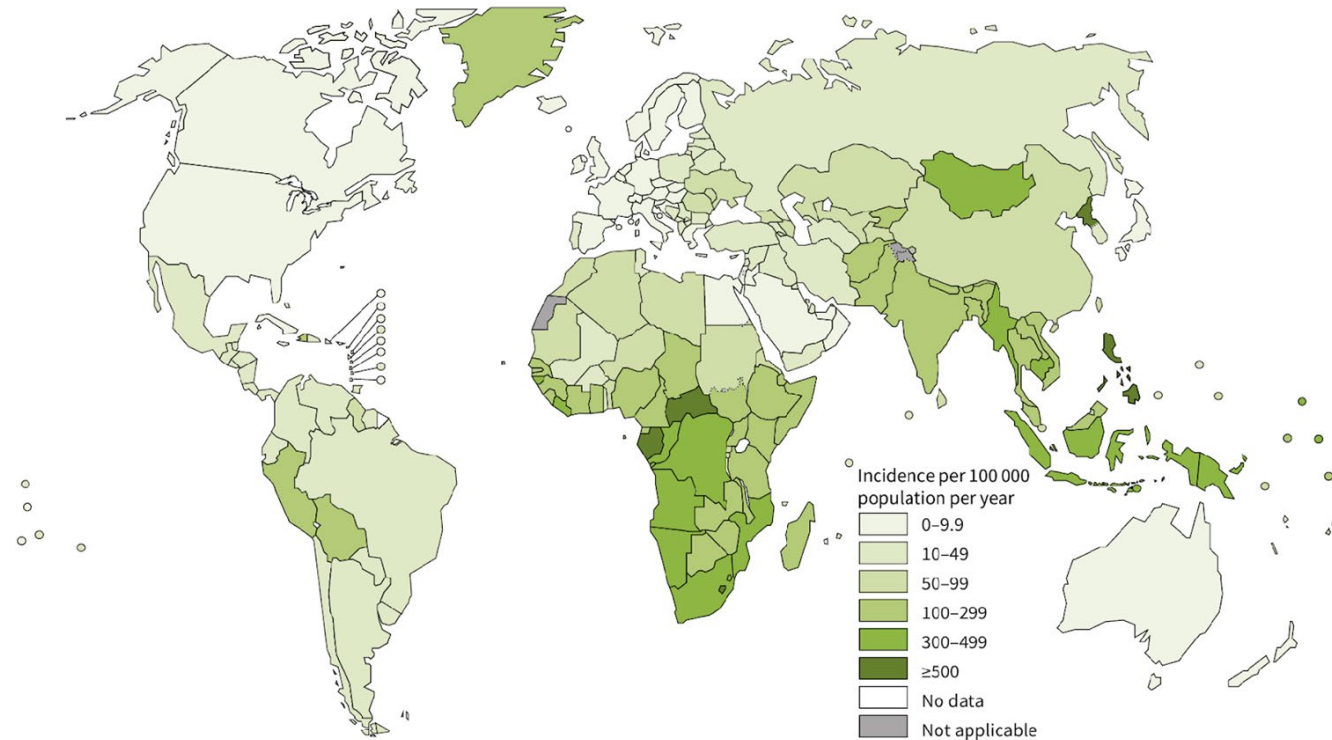 Incidence per 100 000
population per year
0–9.9
10–49
50–99
100–299
300–499
≥500
No data
Not applicable